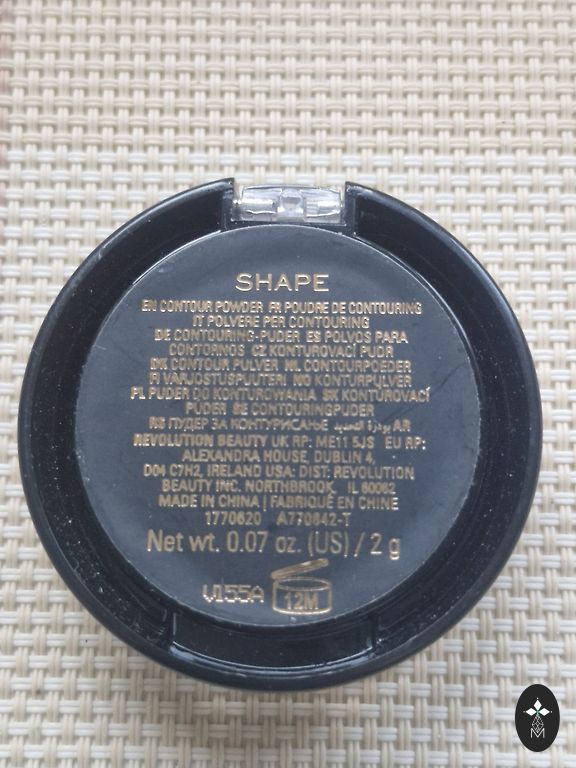 SHAPE
EN CONTOUR POWDER FR POUDRE DE CONTOURING
IT POLVERE PER CONTOURING
DE CONTOURING-PUDER ES POLVOS PARA
CONTORNOS CZ KONTUROVACÍ PUDR
DK CONTOUR PULVER NL CONTOURPOEDER
FI VARJOSTUSPUUTERI NO KONTURPULVER
PL PUDER DO KONTUROWANIA SK KONTUROVACÍ
PÚDER SE CONTOURINGPUDER
RS ПУДЕР ЗА КОНТУРИСАЊЕ بودرة التحديد AR
REVOLUTION BEAUTY UK RP: ME11 5JS EU RP:
ALEXANDRA HOUSE, DUBLIN 4,
D04 C7H2, IRELAND USA: DIST: REVOLUTION
BEAUTY INC. NORTHBROOK, IL 60062
MADE IN CHINA | FABRIQUÉ EN CHINE
1770620 A770642-T
Net wt. 0.07 oz. (US) / 2 g
V155A 12M
M